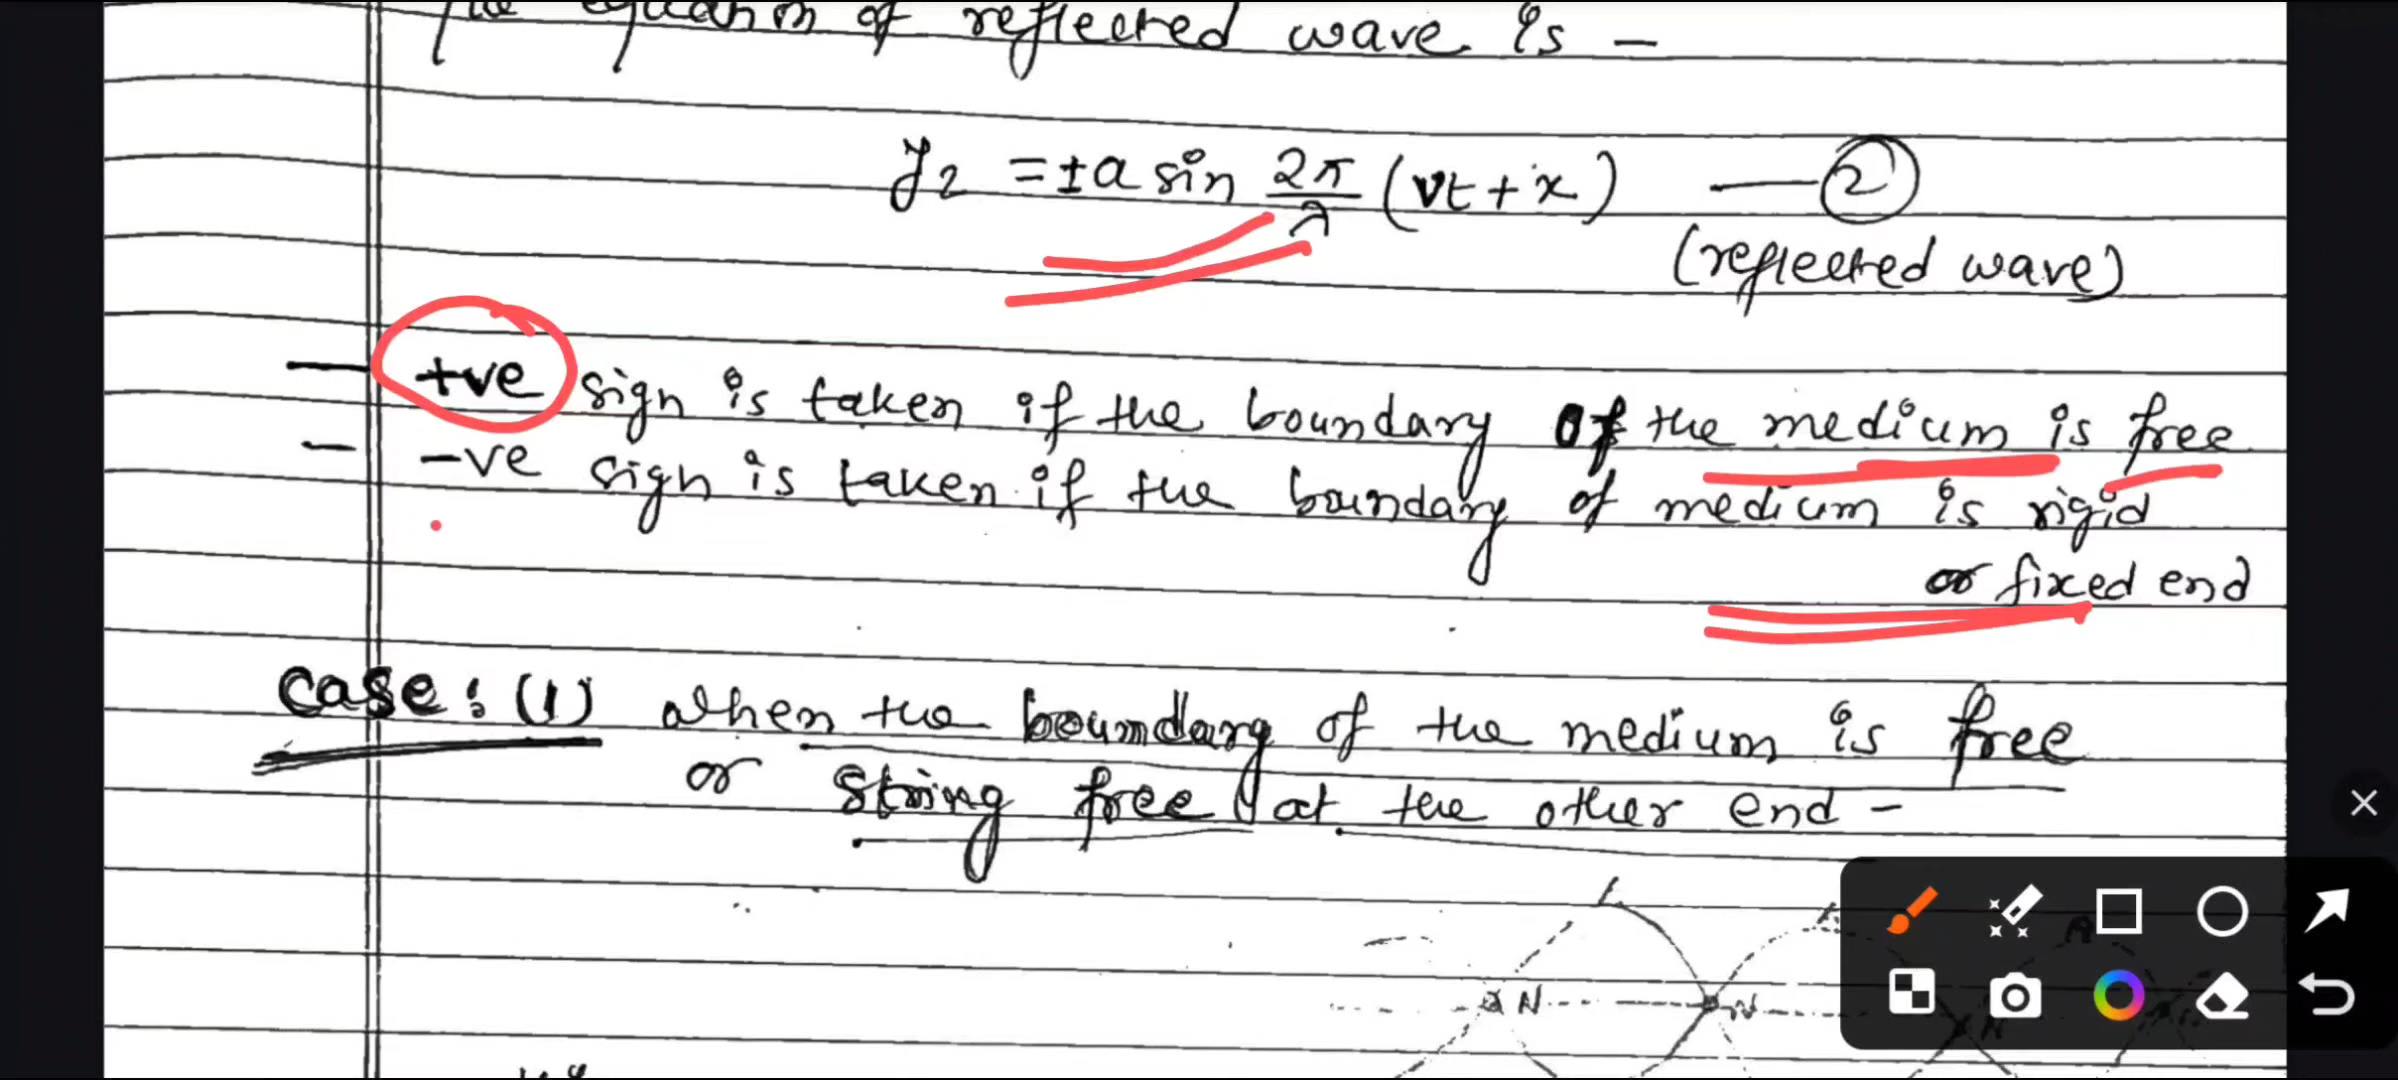 The equation of reflected wave is –
y₂ = ±a sin 2π/λ (vt + x) —②
(reflected wave)
— +ve sign is taken if the boundary of the medium is free
– -ve sign is taken if the boundary of medium is rigid
or fixed end
case: (1) when the boundary of the medium is free
or string free at the other end –
N N N